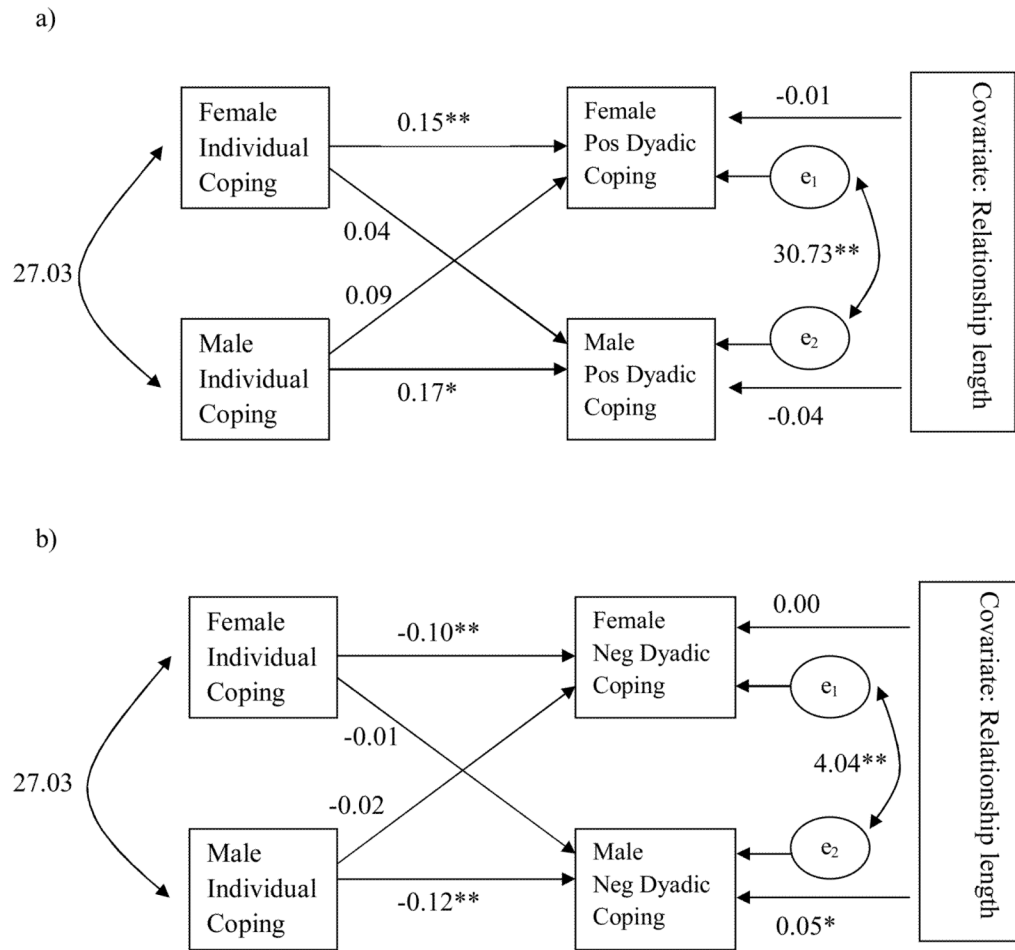 a)
Female
Individual
Coping
0.15**
Female
Pos Dyadic
Coping
-0.01
e1
Covariate: Relationship length
0.04
27.03
30.73**
0.09
Male
Individual
Coping
0.17*
Male
Pos Dyadic
Coping
e2
-0.04
b)
Female
Individual
Coping
-0.10**
Female
Neg Dyadic
Coping
0.00
e1
Covariate: Relationship length
-0.01
27.03
4.04**
-0.02
Male
Individual
Coping
-0.12**
Male
Neg Dyadic
Coping
e2
0.05*